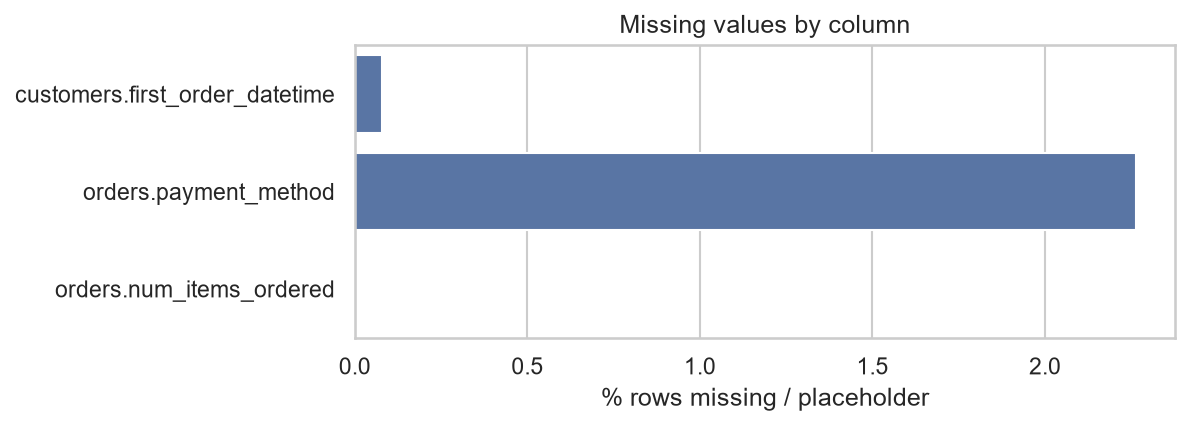 Missing values by column
customers.first_order_datetime
orders.payment_method
orders.num_items_ordered
0.0 0.5 1.0 1.5 2.0
% rows missing / placeholder